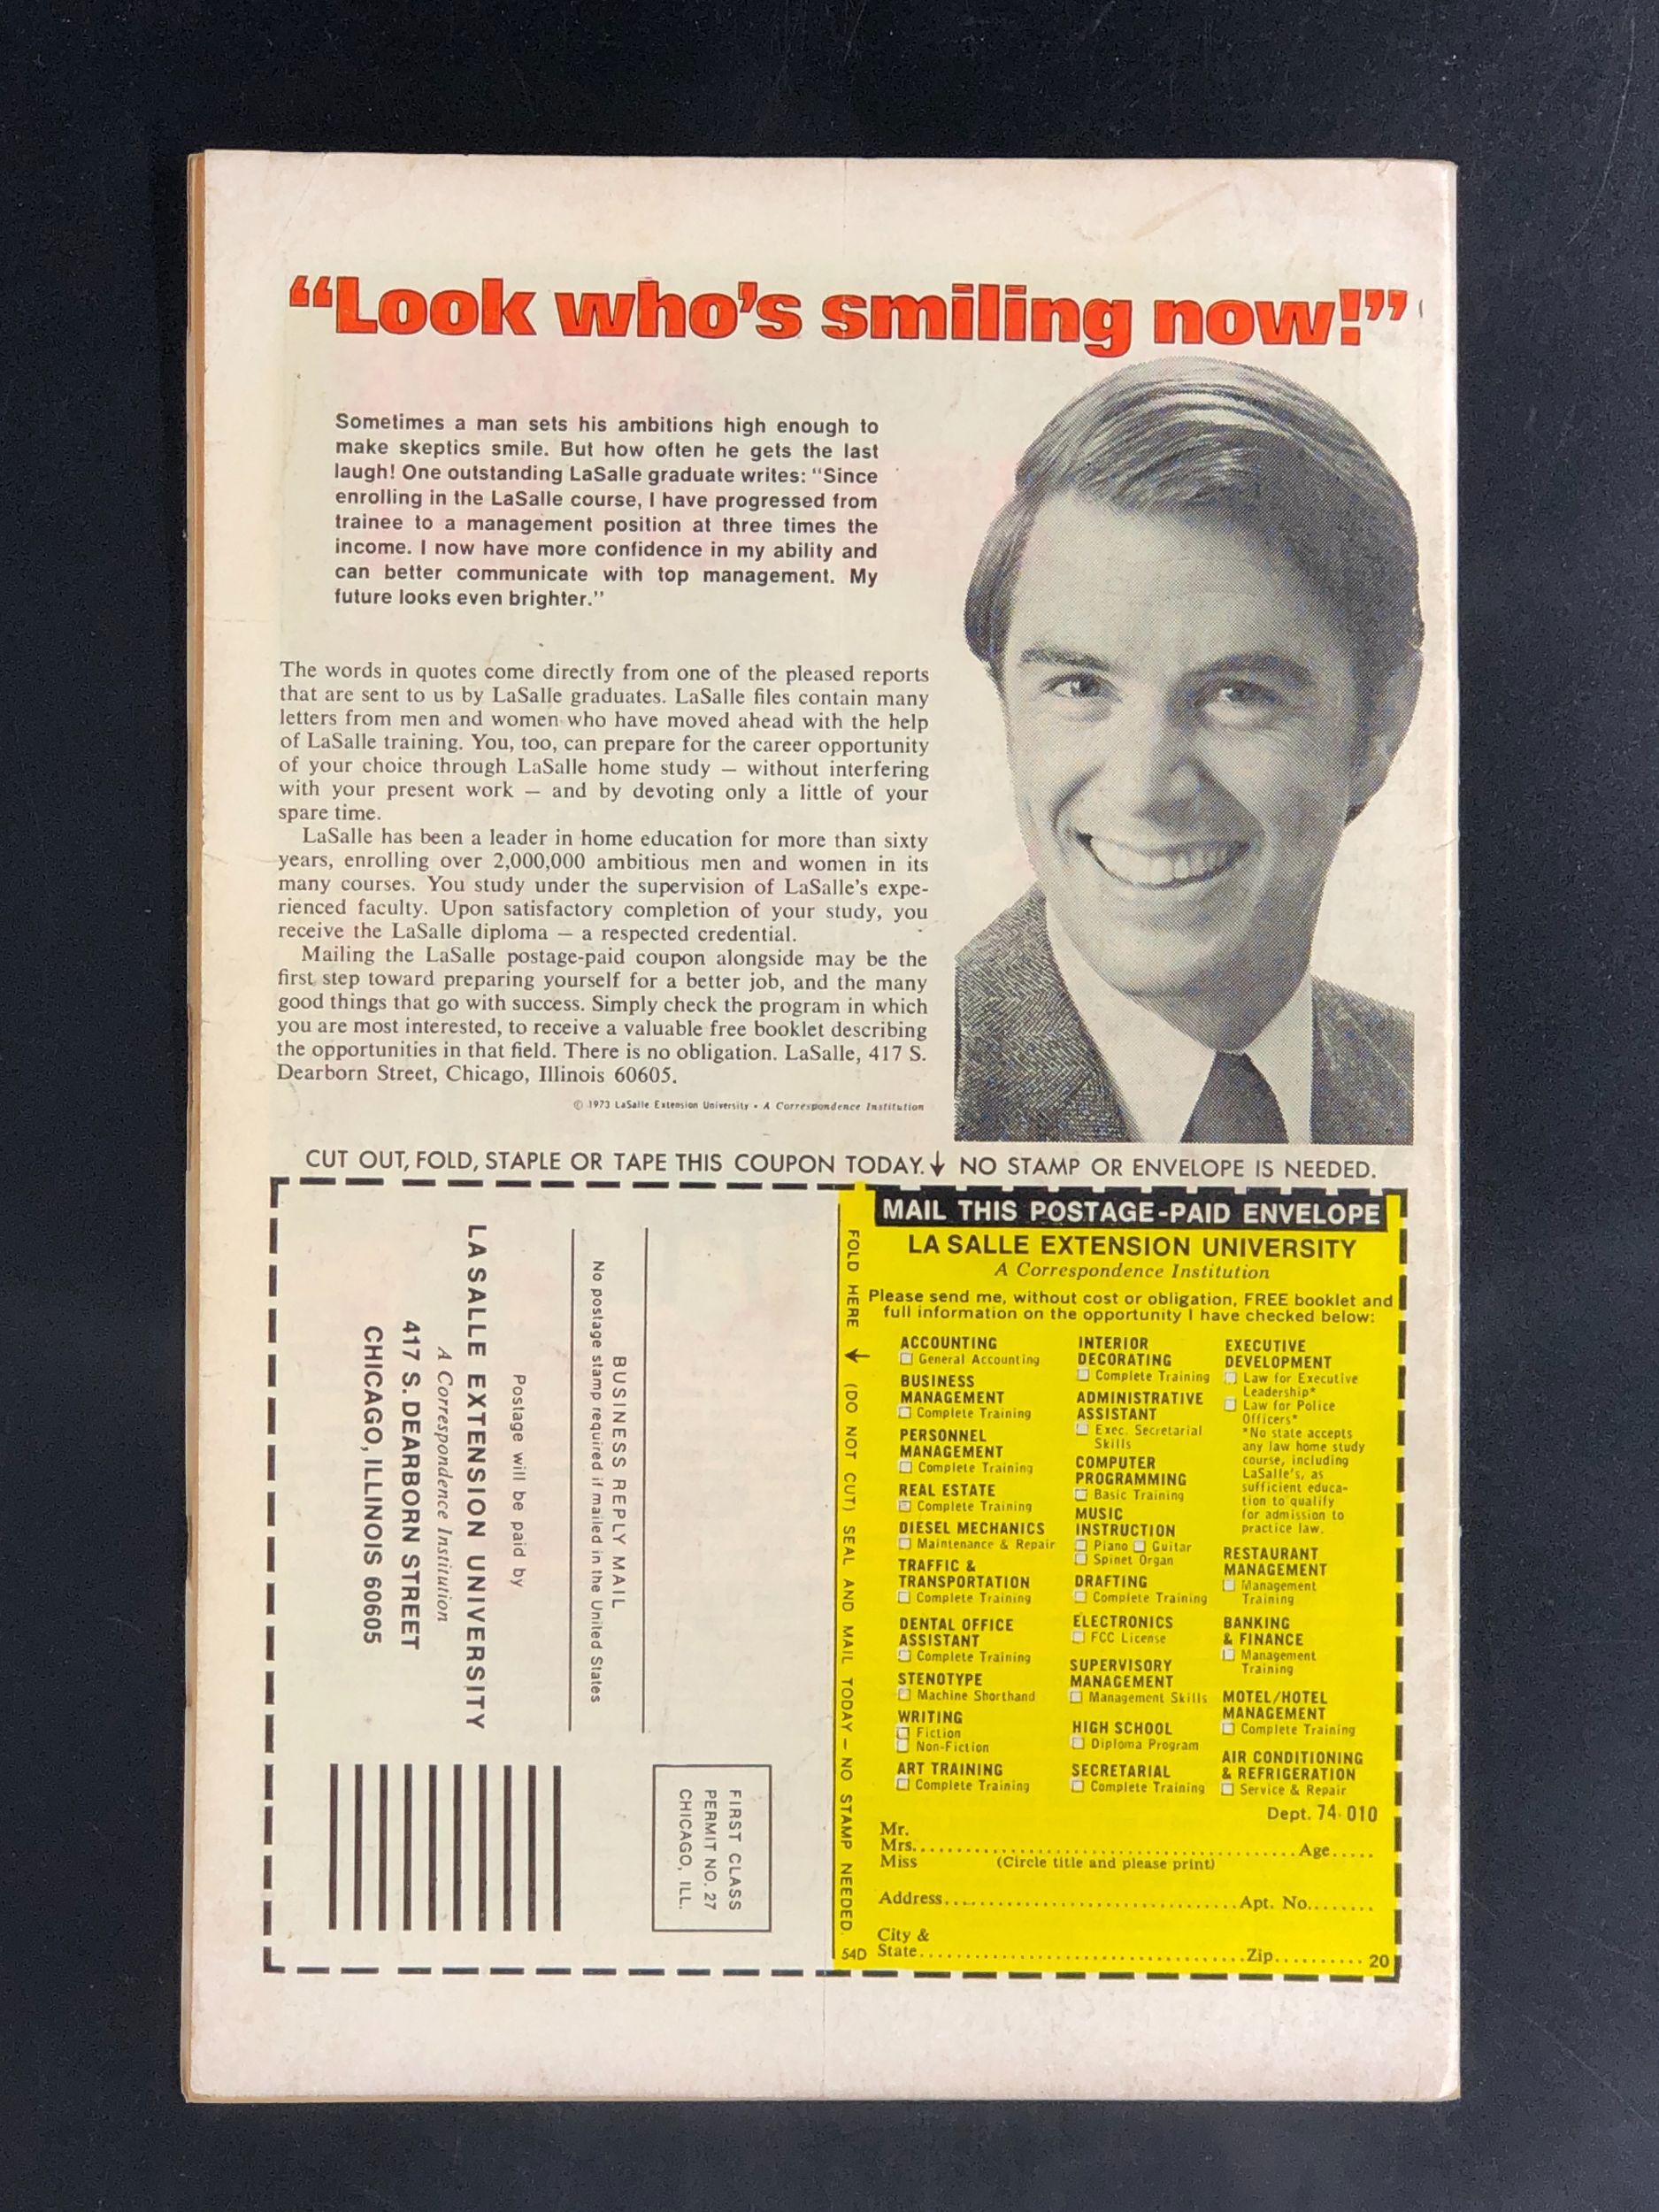 “Look who's smiling now!”
Sometimes a man sets his ambitions high enough to
make skeptics smile. But how often he gets the last
laugh! One outstanding LaSalle graduate writes: “Since
enrolling in the LaSalle course, I have progressed from
trainee to a management position at three times the
income. I now have more confidence in my ability and
can better communicate with top management. My
future looks even brighter.”
The words in quotes come directly from one of the pleased reports
that are sent to us by LaSalle graduates. LaSalle files contain many
letters from men and women who have moved ahead with the help
of LaSalle training. You, too, can prepare for the career opportunity
of your choice through LaSalle home study — without interfering
with your present work — and by devoting only a little of your
spare time.
LaSalle has been a leader in home education for more than sixty
years, enrolling over 2,000,000 ambitious men and women in its
many courses. You study under the supervision of LaSalle's expe-
rienced faculty. Upon satisfactory completion of your study, you
receive the LaSalle diploma — a respected credential.
Mailing the LaSalle postage-paid coupon alongside may be the
first step toward preparing yourself for a better job, and the many
good things that go with success. Simply check the program in which
you are most interested, to receive a valuable free booklet describing
the opportunities in that field. There is no obligation. LaSalle, 417 S.
Dearborn Street, Chicago, Illinois 60605.
© 1973 LaSalle Extension University • A Correspondence Institution
CUT OUT, FOLD, STAPLE OR TAPE THIS COUPON TODAY. ↓ NO STAMP OR ENVELOPE IS NEEDED.
FIRST CLASS
PERMIT NO. 27
CHICAGO, ILL.
BUSINESS REPLY MAIL
No postage stamp required if mailed in the United States
Postage will be paid by
LA SALLE EXTENSION UNIVERSITY
A Correspondence Institution
417 S. DEARBORN STREET
CHICAGO, ILLINOIS 60605
FOLD HERE ↓ (DO NOT CUT) SEAL AND MAIL TODAY — NO STAMP NEEDED.
54D
MAIL THIS POSTAGE-PAID ENVELOPE
LA SALLE EXTENSION UNIVERSITY
A Correspondence Institution
Please send me, without cost or obligation, FREE booklet and
full information on the opportunity I have checked below:
ACCOUNTING
☐ General Accounting
BUSINESS
MANAGEMENT
☐ Complete Training
PERSONNEL
MANAGEMENT
☐ Complete Training
REAL ESTATE
☐ Complete Training
DIESEL MECHANICS
☐ Maintenance & Repair
TRAFFIC &
TRANSPORTATION
☐ Complete Training
DENTAL OFFICE
ASSISTANT
☐ Complete Training
STENOTYPE
☐ Machine Shorthand
WRITING
☐ Fiction
☐ Non-Fiction
ART TRAINING
☐ Complete Training
INTERIOR
DECORATING
☐ Complete Training
ADMINISTRATIVE
ASSISTANT
☐ Exec. Secretarial
Skills
COMPUTER
PROGRAMMING
☐ Basic Training
MUSIC
INSTRUCTION
☐ Piano ☐ Guitar
☐ Spinet Organ
DRAFTING
☐ Complete Training
ELECTRONICS
☐ FCC License
SUPERVISORY
MANAGEMENT
☐ Management Skills
HIGH SCHOOL
☐ Diploma Program
SECRETARIAL
☐ Complete Training
EXECUTIVE
DEVELOPMENT
☐ Law for Executive
Leadership*
☐ Law for Police
Officers*
*No state accepts
any law home study
course, including
LaSalle's, as
sufficient educa-
tion to qualify
for admission to
practice law.
RESTAURANT
MANAGEMENT
☐ Management
Training
BANKING
& FINANCE
☐ Management
Training
MOTEL/HOTEL
MANAGEMENT
☐ Complete Training
AIR CONDITIONING
& REFRIGERATION
☐ Service & Repair
Dept. 74-010
Mr.
Mrs. ........ Age.....
Miss (Circle title and please print)
Address ........ Apt. No........
City &
State ........ Zip.......... 20